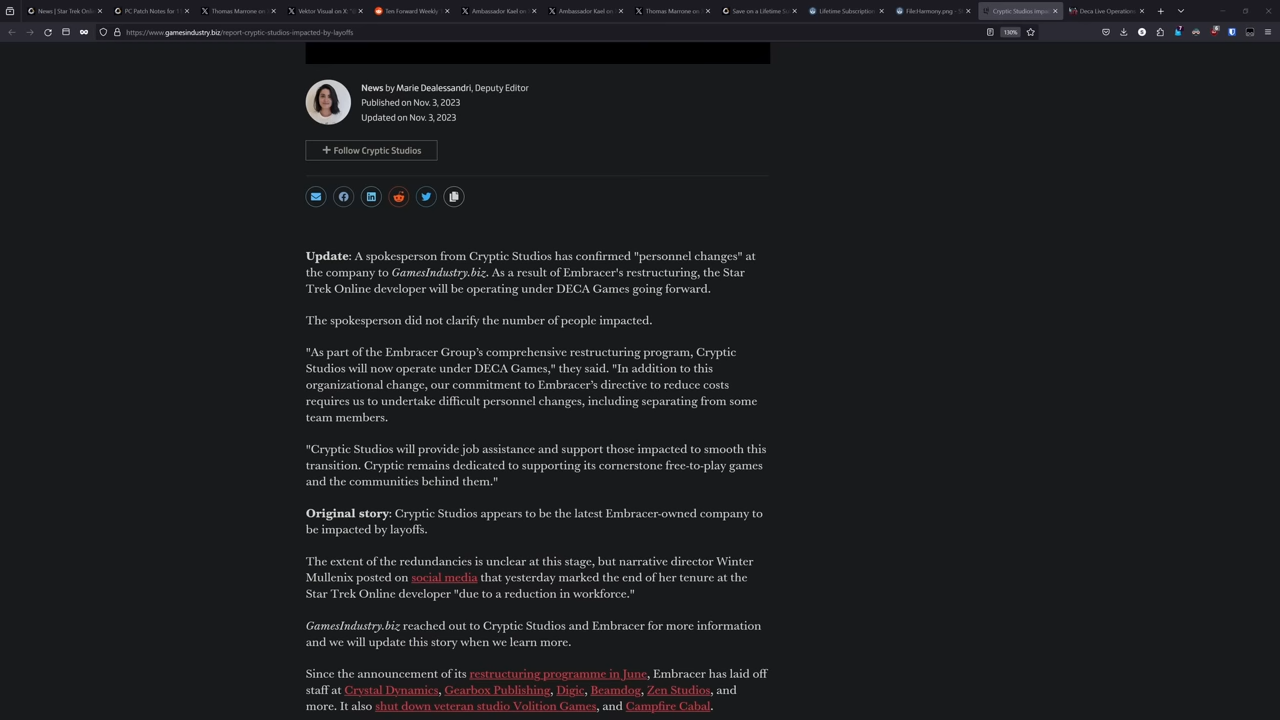 News | Star Trek Onli
PC Patch Notes for 1
Thomas Marrone on X
Vektor Visual on X: "
Ten Forward Weekly
Ambassador Kael on
Ambassador Kael on
Thomas Marrone on
Save on a Lifetime Su
Lifetime Subscription
File:Harmony.png - S
Cryptic Studios impac
Deca Live Operation
https://www.gamesindustry.biz/report-cryptic-studios-impacted-by-layoffs
130%
News by Marie Dealessandri, Deputy Editor
Published on Nov. 3, 2023
Updated on Nov. 3, 2023
+ Follow Cryptic Studios
Update: A spokesperson from Cryptic Studios has confirmed "personnel changes" at
the company to GamesIndustry.biz. As a result of Embracer's restructuring, the Star
Trek Online developer will be operating under DECA Games going forward.
The spokesperson did not clarify the number of people impacted.
"As part of the Embracer Group’s comprehensive restructuring program, Cryptic
Studios will now operate under DECA Games," they said. "In addition to this
organizational change, our commitment to Embracer’s directive to reduce costs
requires us to undertake difficult personnel changes, including separating from some
team members.
"Cryptic Studios will provide job assistance and support those impacted to smooth this
transition. Cryptic remains dedicated to supporting its cornerstone free-to-play games
and the communities behind them."
Original story: Cryptic Studios appears to be the latest Embracer-owned company to
be impacted by layoffs.
The extent of the redundancies is unclear at this stage, but narrative director Winter
Mullenix posted on social media that yesterday marked the end of her tenure at the
Star Trek Online developer "due to a reduction in workforce."
GamesIndustry.biz reached out to Cryptic Studios and Embracer for more information
and we will update this story when we learn more.
Since the announcement of its restructuring programme in June, Embracer has laid off
staff at Crystal Dynamics, Gearbox Publishing, Digic, Beamdog, Zen Studios, and
more. It also shut down veteran studio Volition Games, and Campfire Cabal.